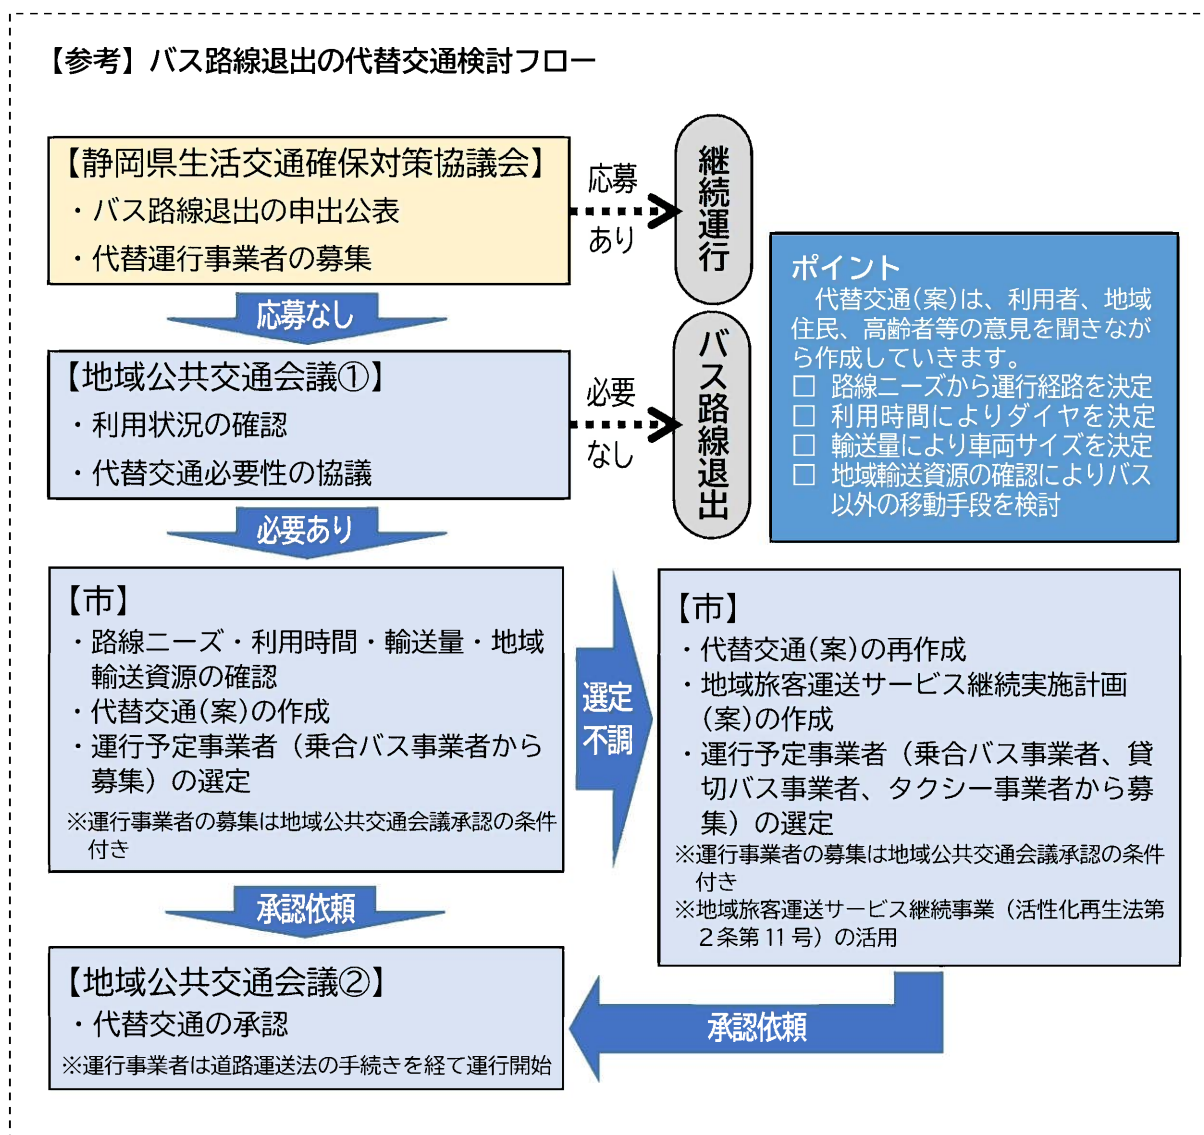 【参考】バス路線退出の代替交通検討フロー
【静岡県生活交通確保対策協議会】
・バス路線退出の申出公表
・代替運行事業者の募集
応募
あり
継続運行
応募なし
【地域公共交通会議①】
・利用状況の確認
・代替交通必要性の協議
必要
なし
バス路線退出
ポイント
代替交通(案)は、利用者、地域
住民、高齢者等の意見を聞きなが
ら作成していきます。
□ 路線ニーズから運行経路を決定
□ 利用時間によりダイヤを決定
□ 輸送量により車両サイズを決定
□ 地域輸送資源の確認によりバス
以外の移動手段を検討
必要あり
【市】
・路線ニーズ・利用時間・輸送量・地域
輸送資源の確認
・代替交通(案)の作成
・運行予定事業者（乗合バス事業者から
募集）の選定
※運行事業者の募集は地域公共交通会議承認の条件
付き
選定
不調
【市】
・代替交通(案)の再作成
・地域旅客運送サービス継続実施計画
(案)の作成
・運行予定事業者（乗合バス事業者、貸
切バス事業者、タクシー事業者から募
集）の選定
※運行事業者の募集は地域公共交通会議承認の条件
付き
※地域旅客運送サービス継続事業（活性化再生法第
２条第 11 号）の活用
承認依頼
【地域公共交通会議②】
・代替交通の承認
※運行事業者は道路運送法の手続きを経て運行開始
承認依頼